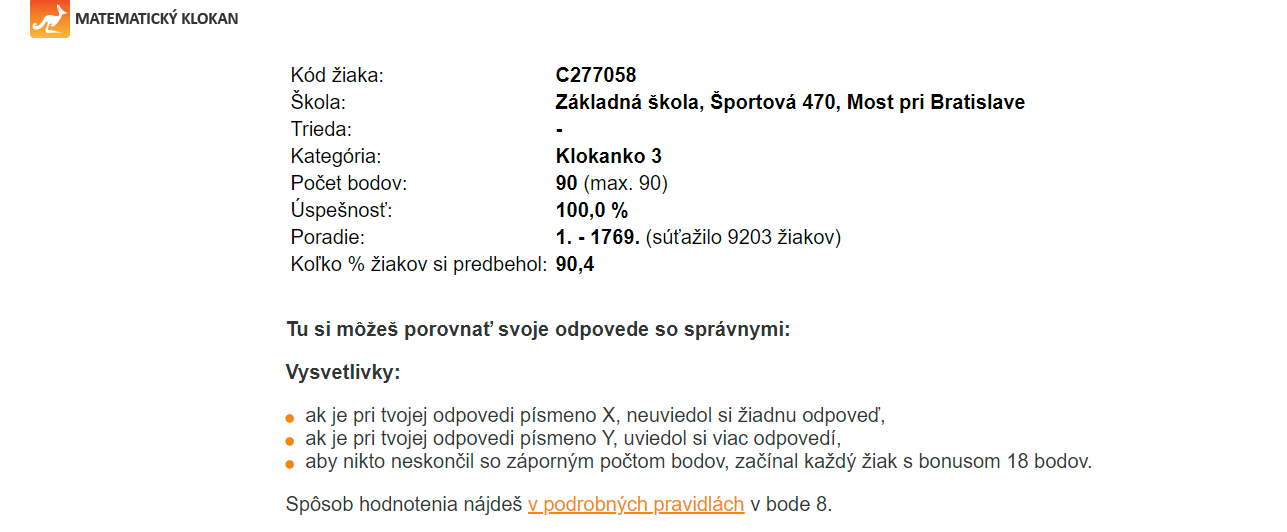 MATEMATICKÝ KLOKAN
Kód žiaka: C277058
Škola: Základná škola, Športová 470, Most pri Bratislave
Trieda: -
Kategória: Klokanko 3
Počet bodov: 90 (max. 90)
Úspešnosť: 100,0 %
Poradie: 1. - 1769. (súťažilo 9203 žiakov)
Koľko % žiakov si predbehol: 90,4
Tu si môžeš porovnať svoje odpovede so správnymi:
Vysvetlivky:
ak je pri tvojej odpovedi písmeno X, neuviedol si žiadnu odpoveď,
ak je pri tvojej odpovedi písmeno Y, uviedol si viac odpovedí,
aby nikto neskončil so záporným počtom bodov, začínal každý žiak s bonusom 18 bodov.
Spôsob hodnotenia nájdeš v podrobných pravidlách v bode 8.